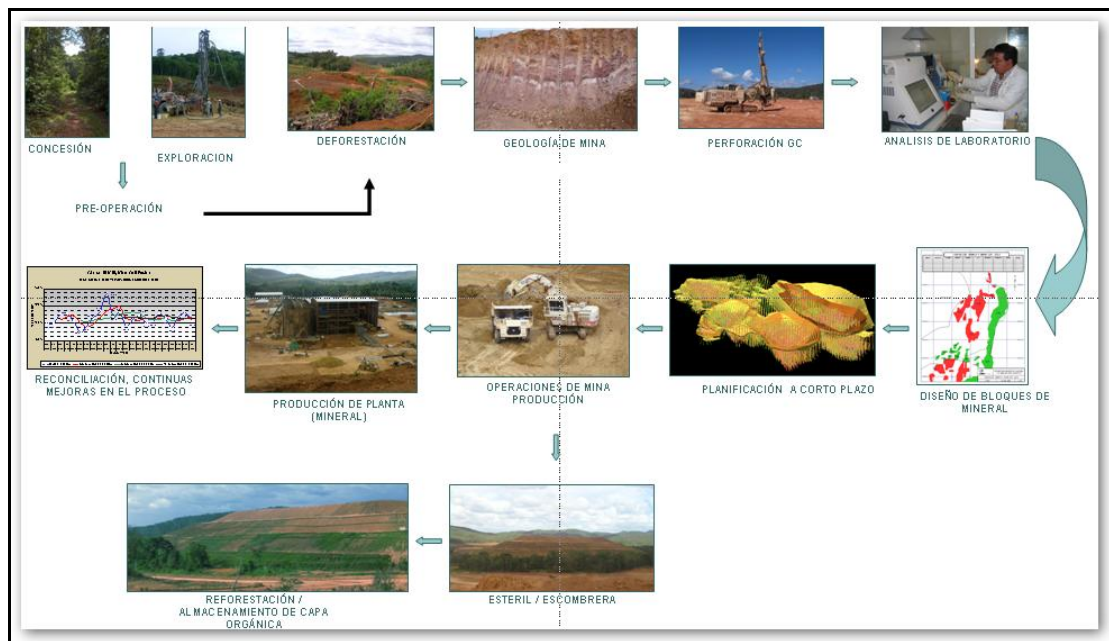 CONCESIÓN
EXPLORACION
DEFORESTACIÓN
GEOLOGÍA DE MINA
PERFORACIÓN GC
ANALISIS DE LABORATORIO
PRE-OPERACIÓN
RECONCILIACIÓN, CONTINUAS
MEJORAS EN EL PROCESO
PRODUCCIÓN DE PLANTA
(MINERAL)
OPERACIONES DE MINA
PRODUCCIÓN
PLANIFICACIÓN A CORTO PLAZO
DISEÑO DE BLOQUES DE
MINERAL
REFORESTACIÓN /
ALMACENAMIENTO DE CAPA
ORGÁNICA
ESTERIL / ESCOMBRERA